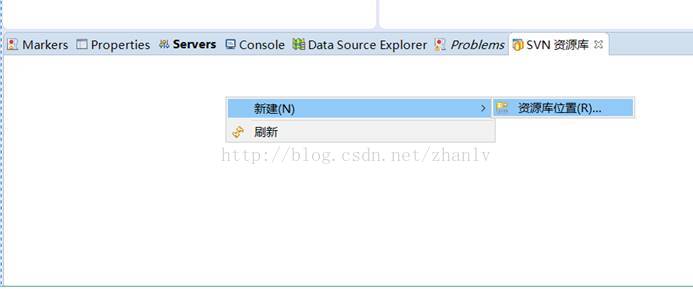 Markers Properties Servers Console Data Source Explorer Problems SVN 资源库
新建(N) 资源库位置(R)...
刷新
http://blog.csdn.net/zhanlv